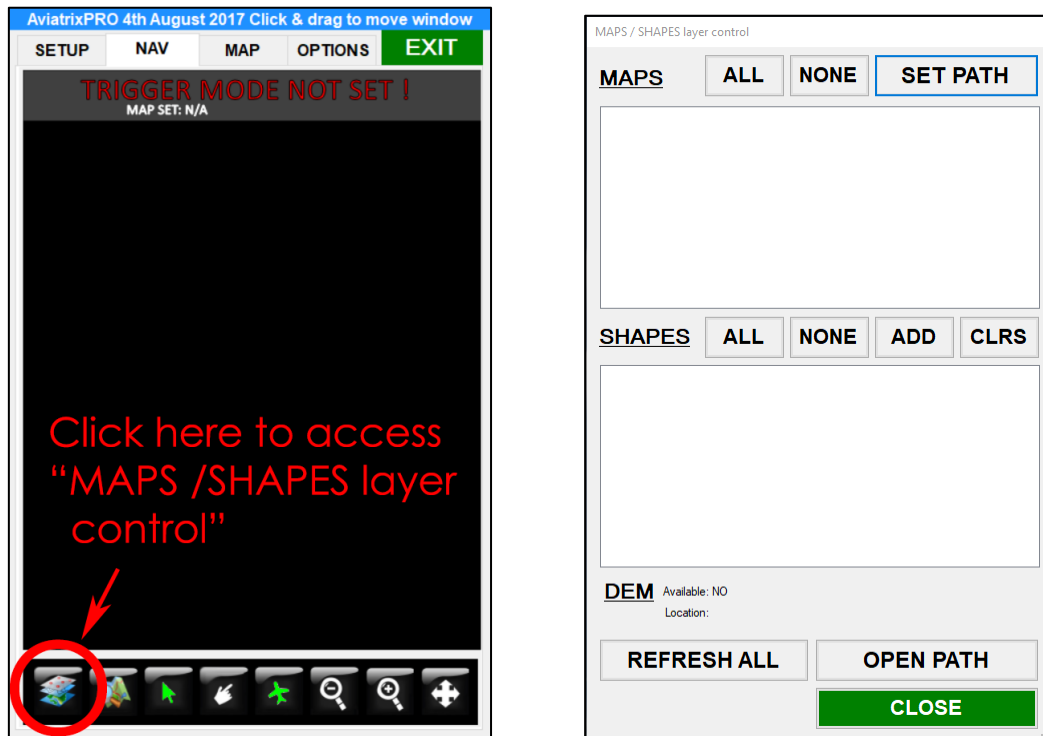 AviatrixPRO 4th August 2017 Click & drag to move window
SETUP NAV MAP OPTIONS EXIT
TRIGGER MODE NOT SET !
MAP SET: N/A
Click here to access
“MAPS /SHAPES layer
control”
MAPS / SHAPES layer control
MAPS ALL NONE SET PATH
SHAPES ALL NONE ADD CLRS
DEM Available: NO
Location:
REFRESH ALL OPEN PATH
CLOSE